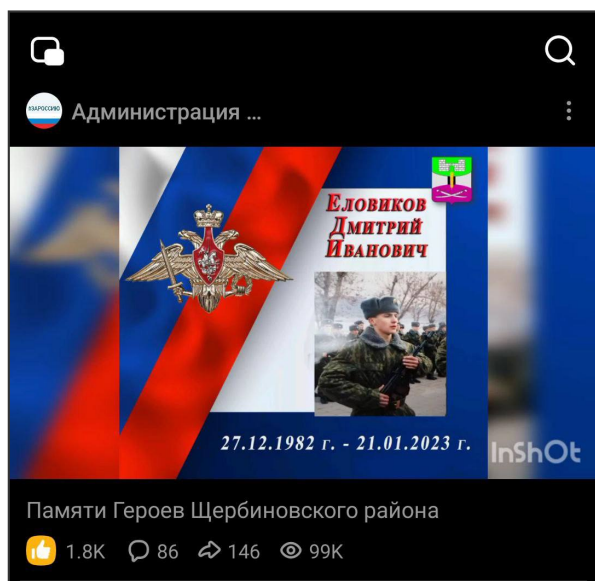 #ZAРОССИЮ
Администрация ...
Еловиков
Дмитрий
Иванович
27.12.1982 г. - 21.01.2023 г.
InShOt
Памяти Героев Щербиновского района
1.8K 86 146 99K